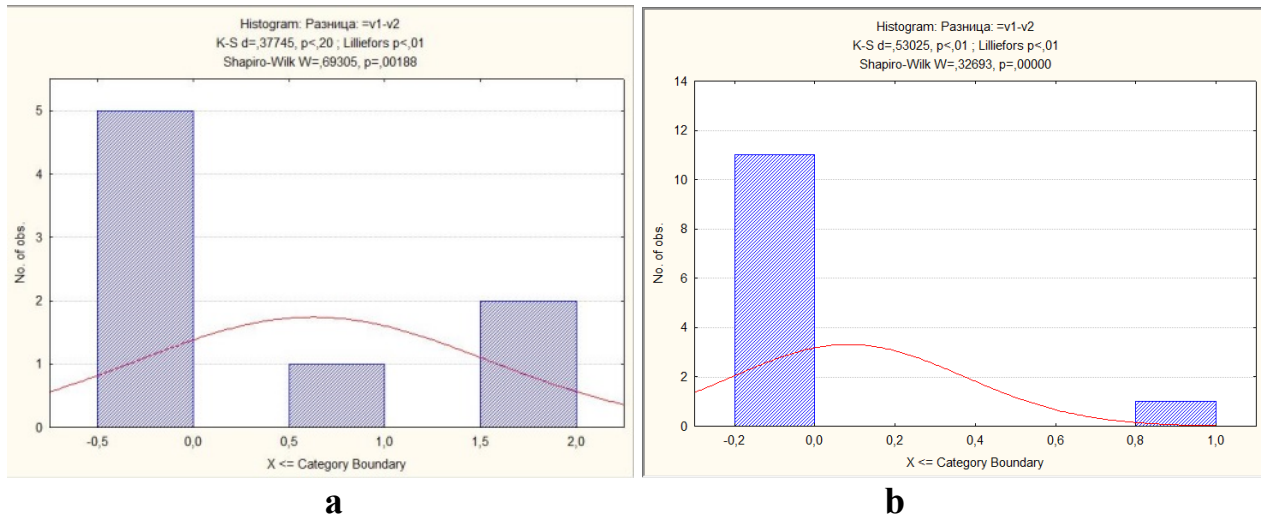 Histogram: Разница: =v1-v2
K-S d=,37745, p<,20 ; Lilliefors p<,01
Shapiro-Wilk W=,69305, p=,00188
5
4
3
2
1
0
No. of obs.
-0,5 0,0 0,5 1,0 1,5 2,0
X <= Category Boundary
a
Histogram: Разница: =v1-v2
K-S d=,53025, p<,01 ; Lilliefors p<,01
Shapiro-Wilk W=,32693, p=,00000
14
12
10
8
6
4
2
0
No. of obs.
-0,2 0,0 0,2 0,4 0,6 0,8 1,0
X <= Category Boundary
b